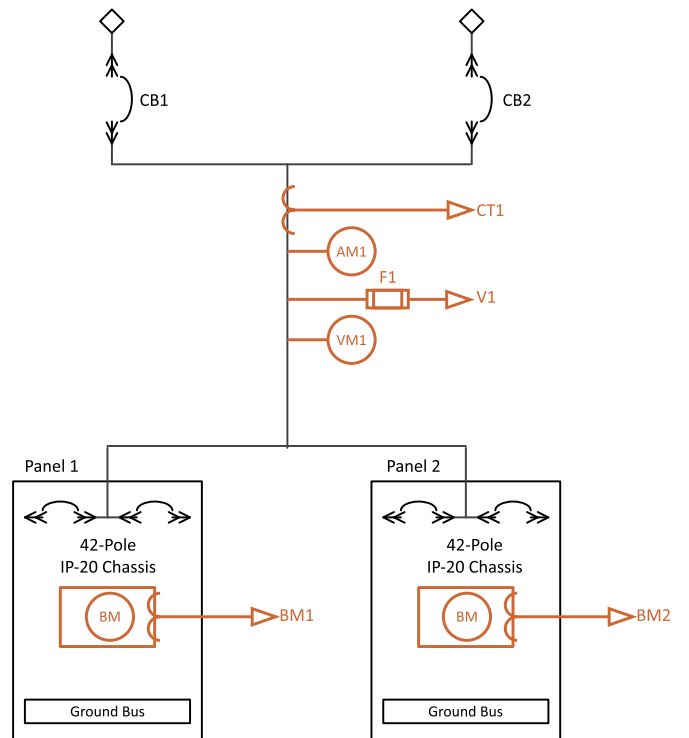 CB1
CB2
CT1
AM1
F1
V1
VM1
Panel 1
Panel 2
42-Pole
IP-20 Chassis
42-Pole
IP-20 Chassis
BM
BM1
BM
BM2
Ground Bus
Ground Bus